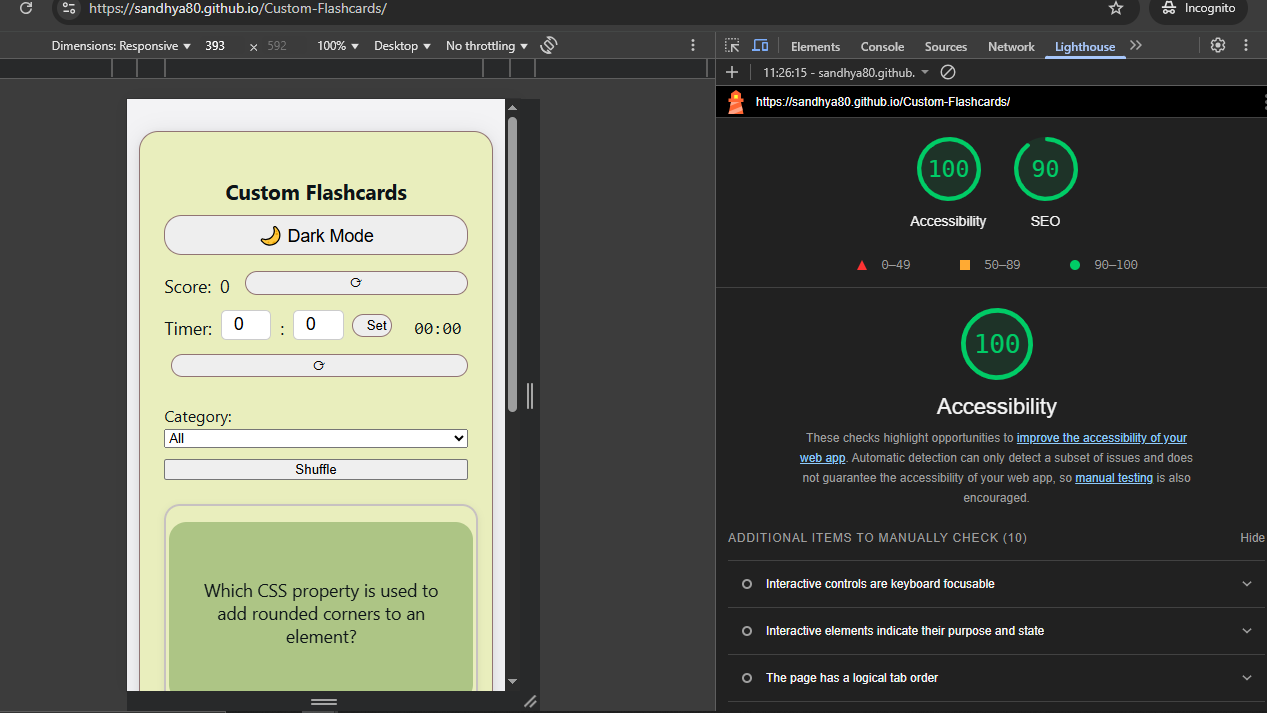 https://sandhya80.github.io/Custom-Flashcards/
Incognito
Dimensions: Responsive 393 × 592 100% Desktop No throttling
Elements Console Sources Network Lighthouse
11:26:15 - sandhya80.github.
https://sandhya80.github.io/Custom-Flashcards/
Custom Flashcards
🌙 Dark Mode
Score: 0 ⟳
Timer: 0 : 0 Set 00:00
⟳
Category:
All
Shuffle
Which CSS property is used to
add rounded corners to an
element?
100 90
Accessibility SEO
0–49 50–89 90–100
100
Accessibility
These checks highlight opportunities to improve the accessibility of your
web app. Automatic detection can only detect a subset of issues and does
not guarantee the accessibility of your web app, so manual testing is also
encouraged.
ADDITIONAL ITEMS TO MANUALLY CHECK (10) Hide
Interactive controls are keyboard focusable
Interactive elements indicate their purpose and state
The page has a logical tab order